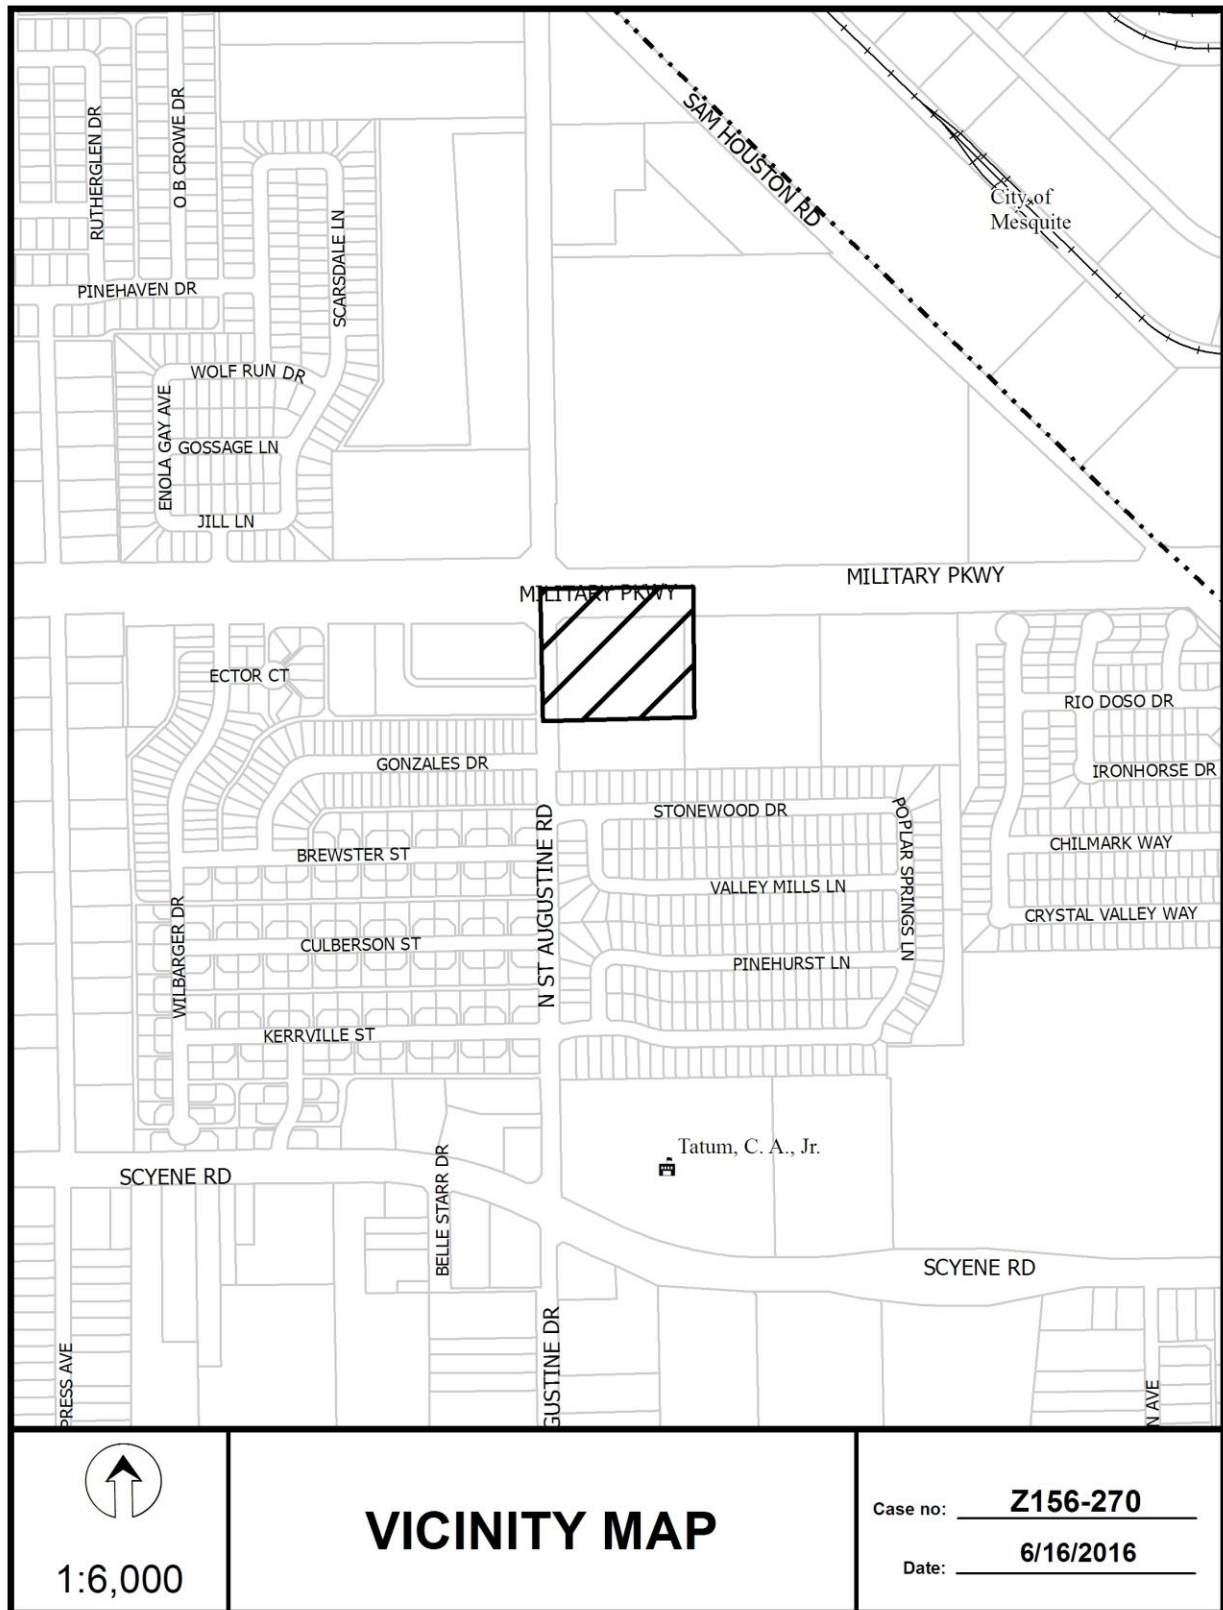 RUTHERGLEN DR
O B CROWE DR
SAM HOUSTON RD
City of
Mesquite
SCARSDALE LN
PINEHAVEN DR
WOLF RUN DR
ENOLA GAY AVE
GOSSAGE LN
JILL LN
MILITARY PKWY
MILITARY PKWY
ECTOR CT
RIO DOSO DR
GONZALES DR
IRONHORSE DR
STONEWOOD DR
POPLAR SPRINGS LN
N ST AUGUSTINE RD
BREWSTER ST
CHILMARK WAY
VALLEY MILLS LN
WILBARGER DR
CULBERSON ST
CRYSTAL VALLEY WAY
PINEHURST LN
KERRVILLE ST
Tatum, C. A., Jr.
SCYENE RD
BELLE STARR DR
SCYENE RD
PRESS AVE
GUSTINE DR
N AVE
1:6,000
VICINITY MAP
Case no: Z156-270
Date: 6/16/2016